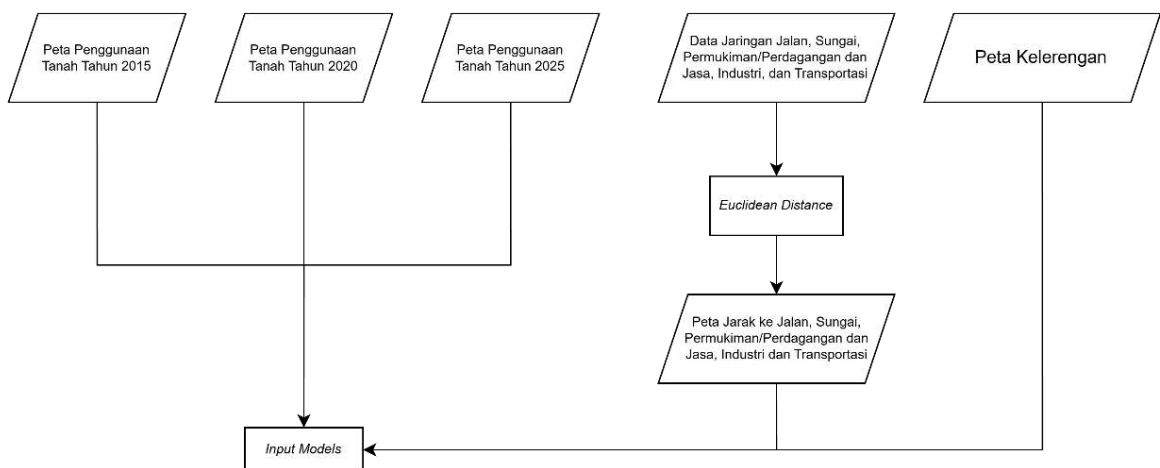 Peta Penggunaan
Tanah Tahun 2015
Peta Penggunaan
Tanah Tahun 2020
Peta Penggunaan
Tanah Tahun 2025
Data Jaringan Jalan, Sungai,
Permukiman/Perdagangan dan
Jasa, Industri, dan Transportasi
Peta Kelerengan
Euclidean Distance
Peta Jarak ke Jalan, Sungai,
Permukiman/Perdagangan dan
Jasa, Industri dan Transportasi
Input Models